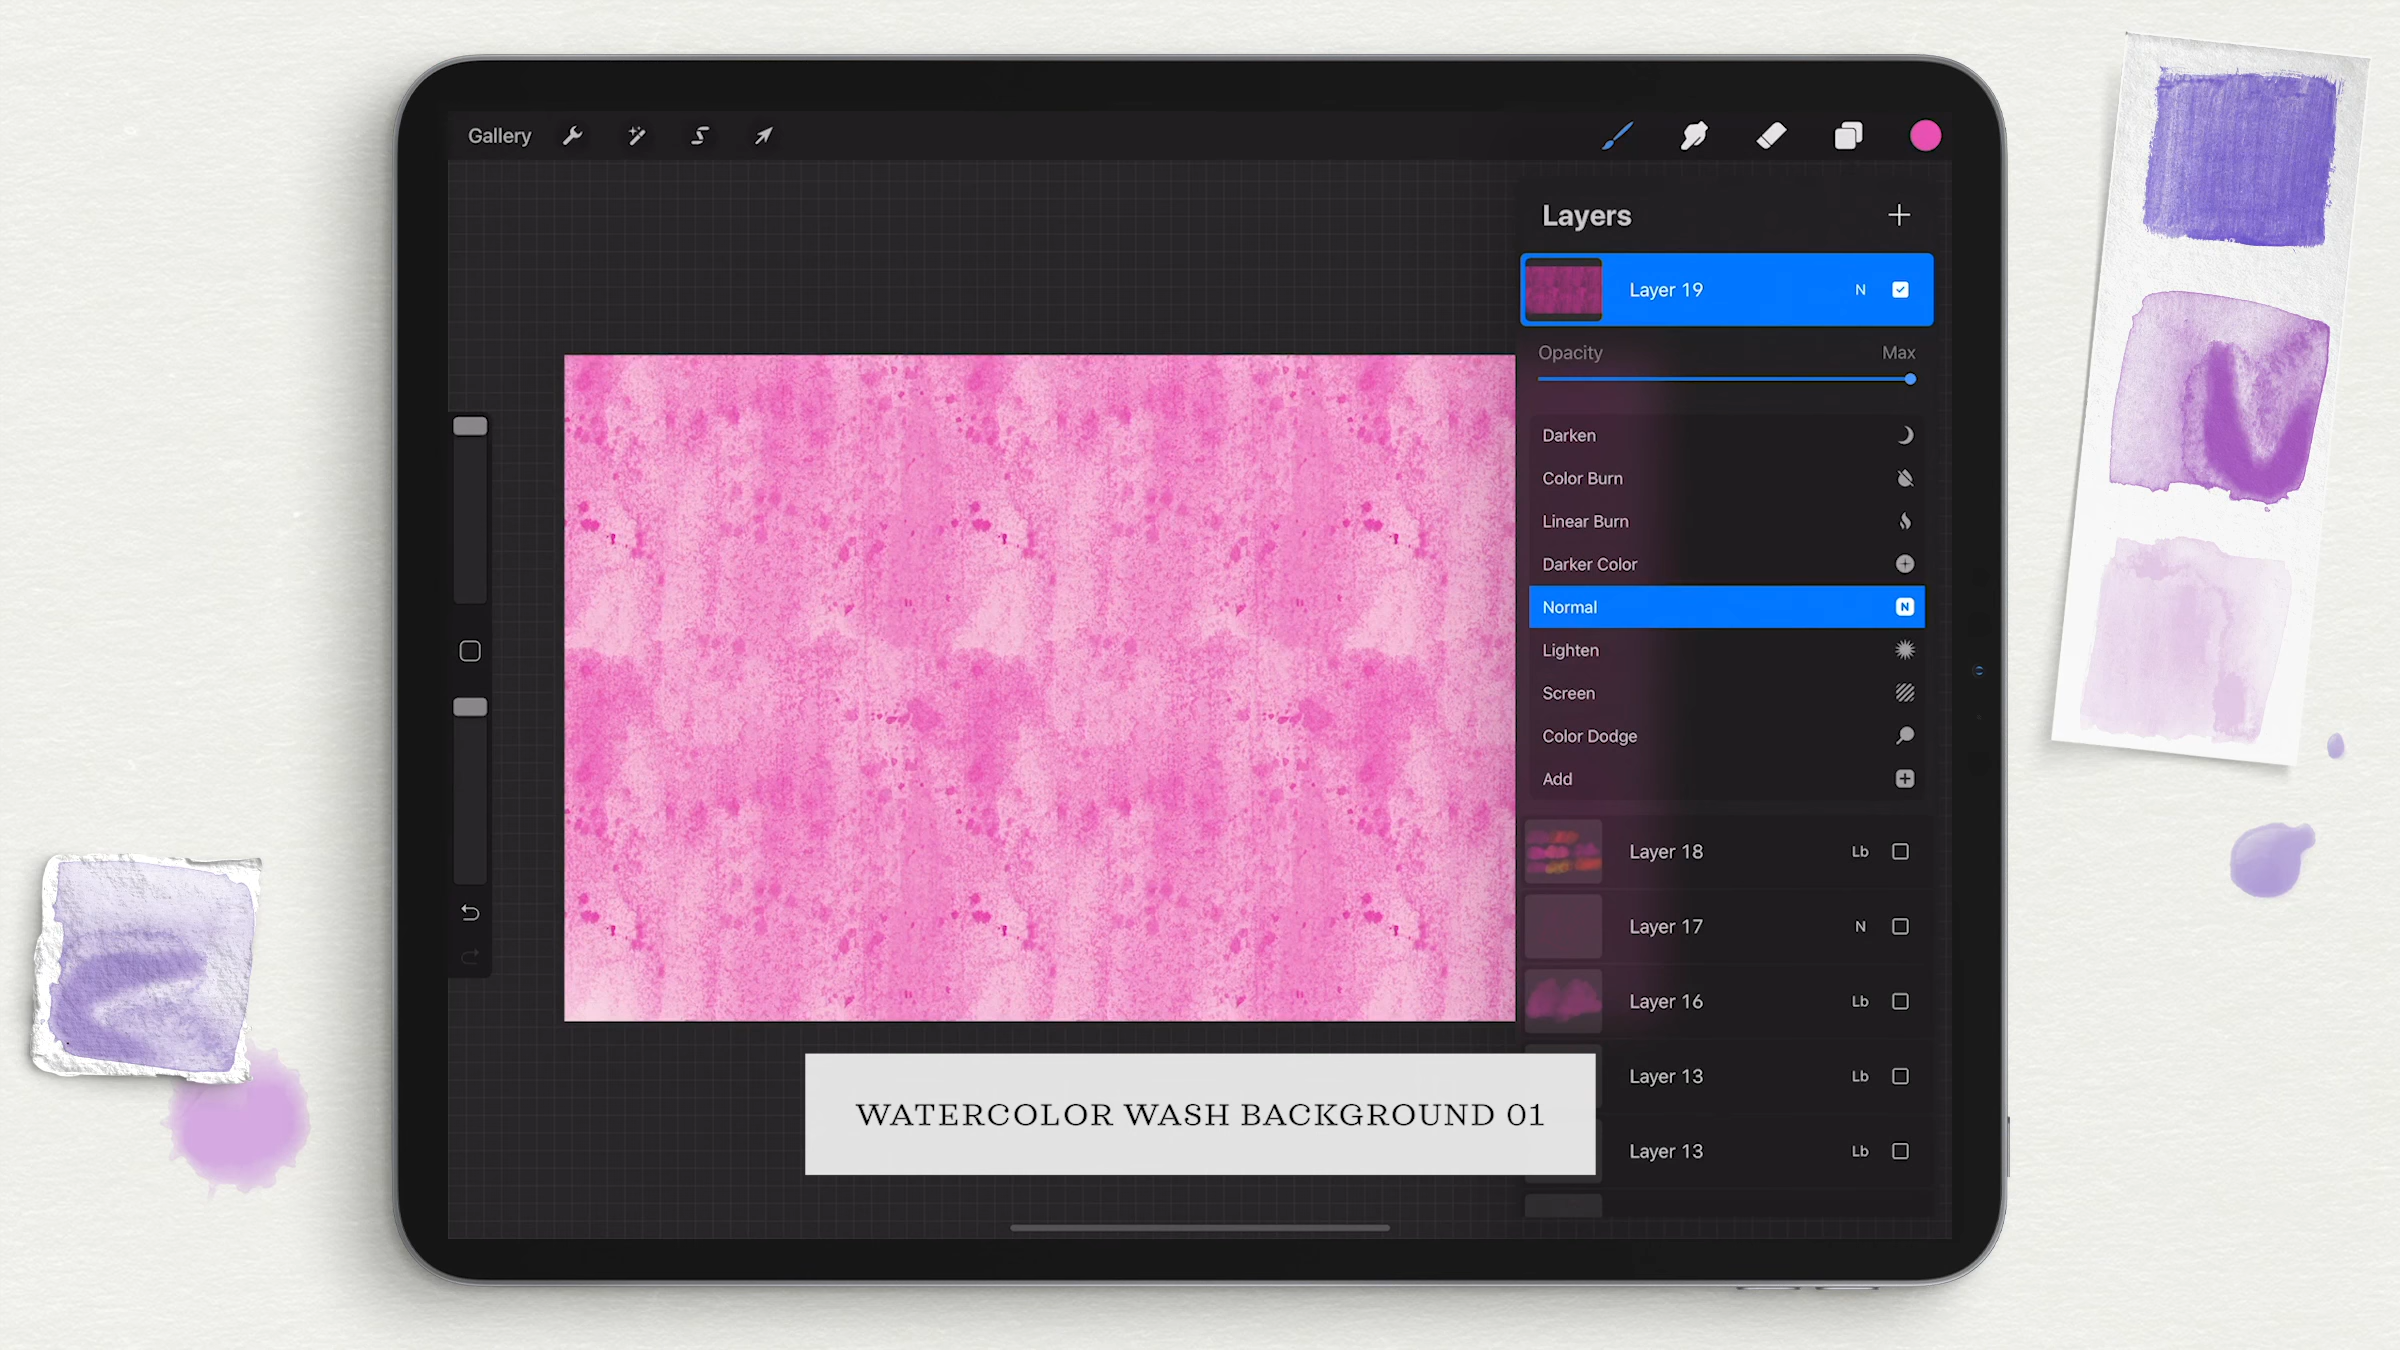 Gallery
Layers
Layer 19 N
Opacity Max
Darken
Color Burn
Linear Burn
Darker Color
Normal N
Lighten
Screen
Color Dodge
Add
Layer 18 Lb
Layer 17 N
Layer 16 Lb
Layer 13 Lb
Layer 13 Lb
WATERCOLOR WASH BACKGROUND 01